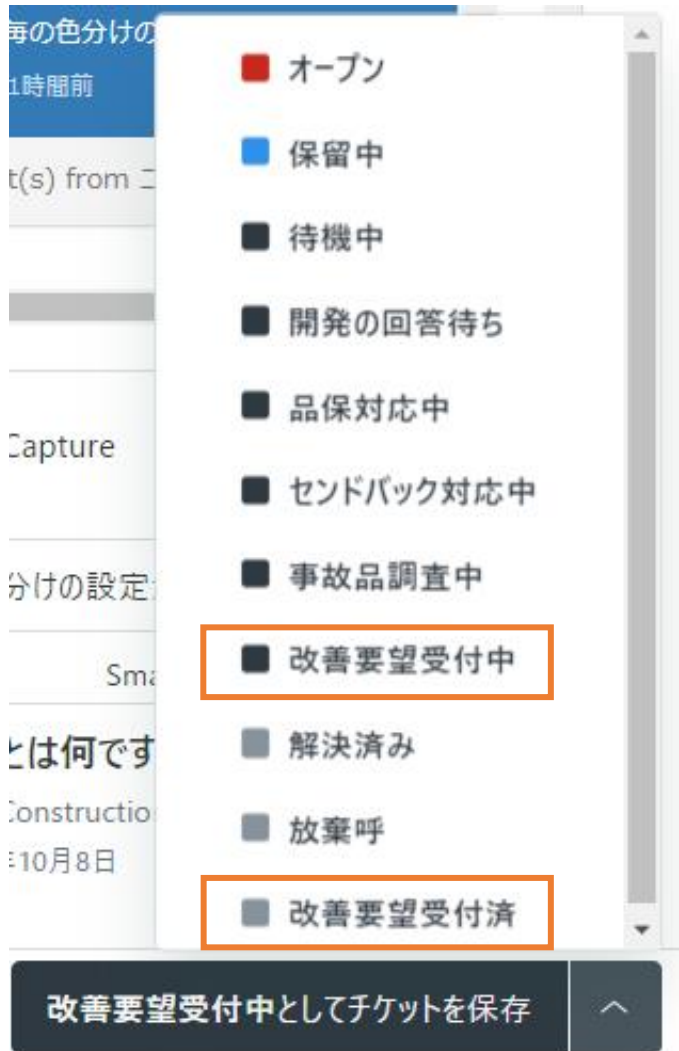 毎の色分けの
1時間前
t(s) from コ
Capture
分けの設定
Sma
とは何です
Constructio
年10月8日
オープン
保留中
待機中
開発の回答待ち
品保対応中
センドバック対応中
事故品調査中
改善要望受付中
解決済み
放棄呼
改善要望受付済
改善要望受付中としてチケットを保存